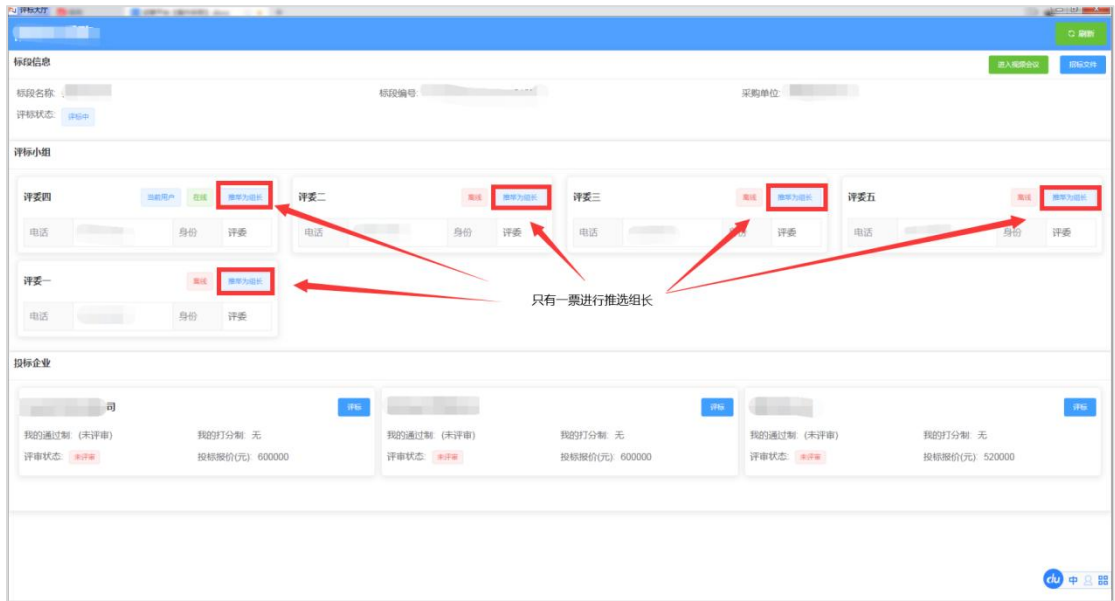 评标大厅
刷新
标段信息
进入视频会议 招标文件
标段名称: 标段编号: 采购单位:
评标状态: 评标中
评标小组
评委四 当前用户 在线 推举为组长 评委二 离线 推举为组长 评委三 离线 推举为组长 评委五 离线 推举为组长
电话 身份 评委 电话 身份 评委 电话 评委 电话 身份 评委
评委一 离线 推举为组长
只有一票进行推选组长
电话 身份 评委
投标企业
司 评标 评标 评标
我的通过制: (未评审) 我的打分制: 无 我的通过制: (未评审) 我的打分制: 无 我的通过制: (未评审) 我的打分制: 无
评审状态: 未评审 投标报价(元): 600000 评审状态: 未评审 投标报价(元): 600000 评审状态: 未评审 投标报价(元): 520000
du 中